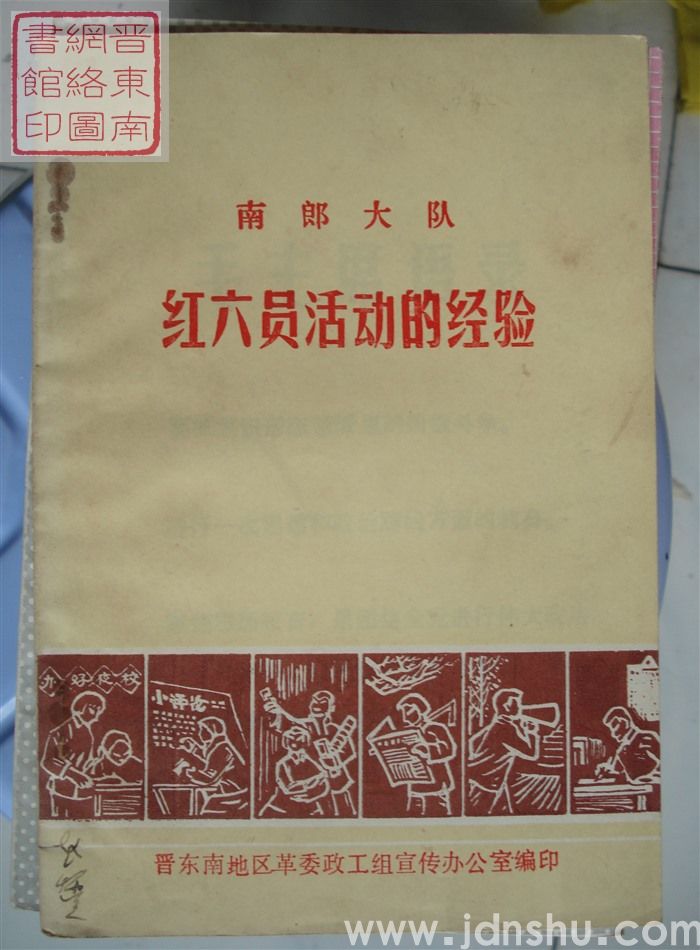 晋東南
網絡圖
書館印
南郎大队
红六员活动的经验
办好夜校
小评论
晋东南地区革委政工组宣传办公室编印
www.jdnshu.com